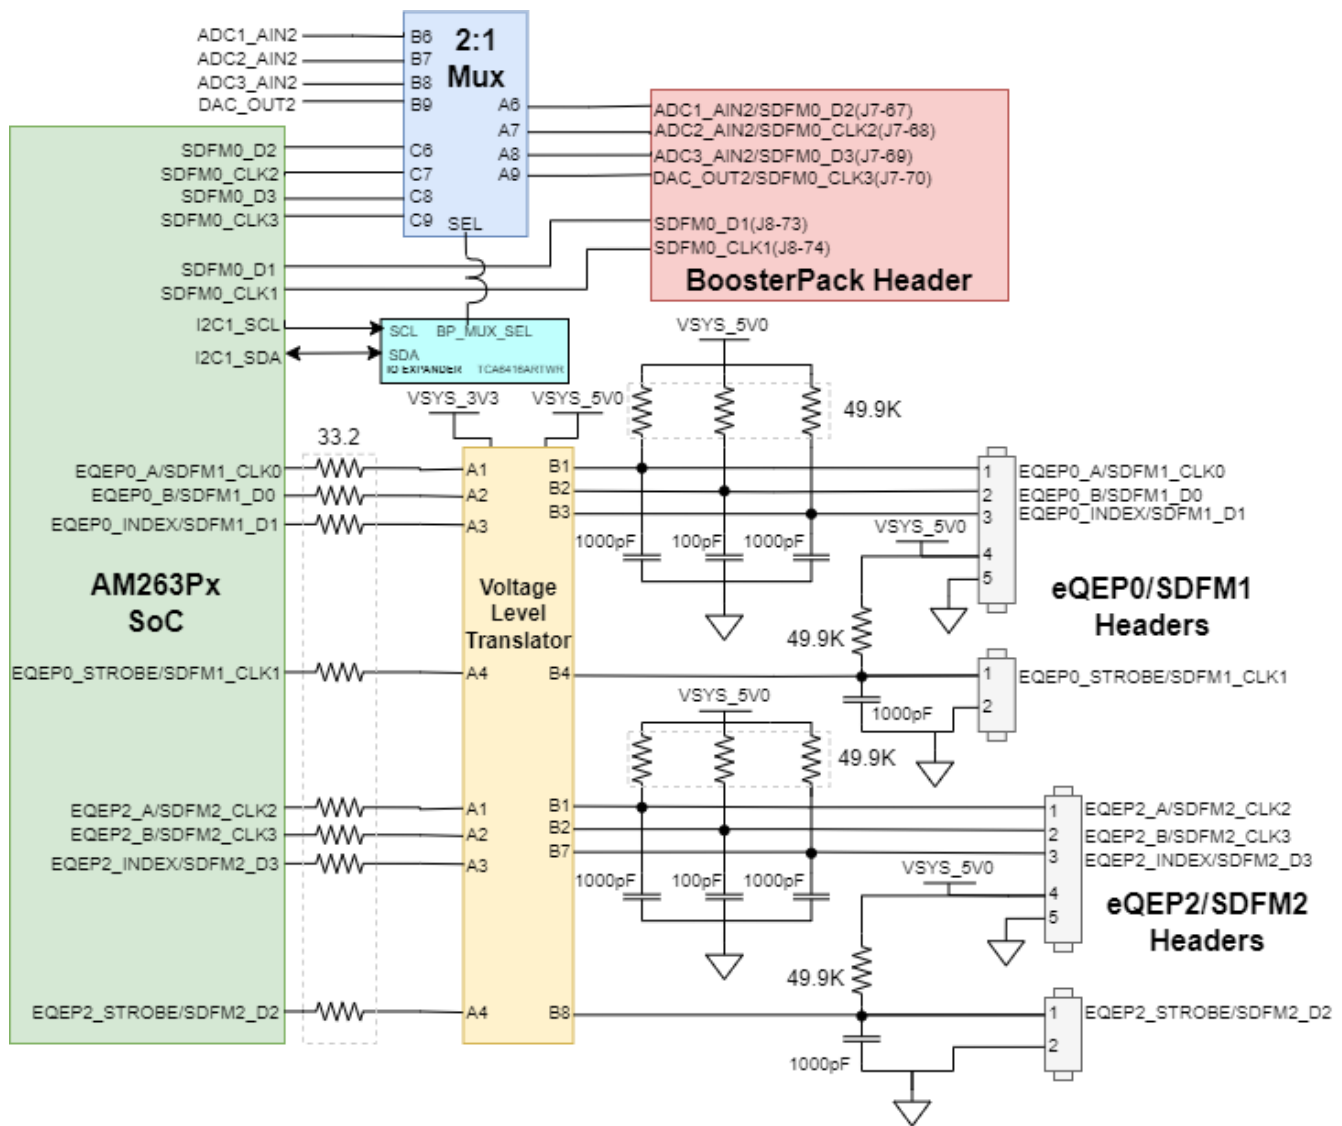 ADC1_AIN2
ADC2_AIN2
ADC3_AIN2
DAC_OUT2
B6
B7
B8
B9
2:1
Mux
A6
A7
A8
A9
C6
C7
C8
C9
SEL
SDFM0_D2
SDFM0_CLK2
SDFM0_D3
SDFM0_CLK3
SDFM0_D1
SDFM0_CLK1
I2C1_SCL
I2C1_SDA
ADC1_AIN2/SDFM0_D2(J7-67)
ADC2_AIN2/SDFM0_CLK2(J7-68)
ADC3_AIN2/SDFM0_D3(J7-69)
DAC_OUT2/SDFM0_CLK3(J7-70)
SDFM0_D1(J8-73)
SDFM0_CLK1(J8-74)
BoosterPack Header
SCL BP_MUX_SEL
SDA
IO EXPANDER TCA6416ARTWR
VSYS_3V3
VSYS_5V0
VSYS_5V0
49.9K
33.2
EQEP0_A/SDFM1_CLK0
EQEP0_B/SDFM1_D0
EQEP0_INDEX/SDFM1_D1
A1
A2
A3
B1
B2
B3
1000pF
100pF
1000pF
VSYS_5V0
1
2
3
4
5
EQEP0_A/SDFM1_CLK0
EQEP0_B/SDFM1_D0
EQEP0_INDEX/SDFM1_D1
AM263Px
SoC
Voltage
Level
Translator
eQEP0/SDFM1
Headers
49.9K
EQEP0_STROBE/SDFM1_CLK1
A4
B4
1
2
EQEP0_STROBE/SDFM1_CLK1
1000pF
VSYS_5V0
49.9K
EQEP2_A/SDFM2_CLK2
EQEP2_B/SDFM2_CLK3
EQEP2_INDEX/SDFM2_D3
A1
A2
A3
B1
B2
B7
1000pF
100pF
1000pF
VSYS_5V0
1
2
3
4
5
EQEP2_A/SDFM2_CLK2
EQEP2_B/SDFM2_CLK3
EQEP2_INDEX/SDFM2_D3
eQEP2/SDFM2
Headers
49.9K
EQEP2_STROBE/SDFM2_D2
A4
B8
1
2
EQEP2_STROBE/SDFM2_D2
1000pF